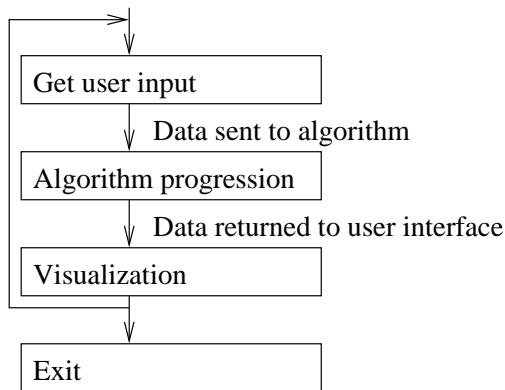 Get user input
Data sent to algorithm
Algorithm progression
Data returned to user interface
Visualization
Exit